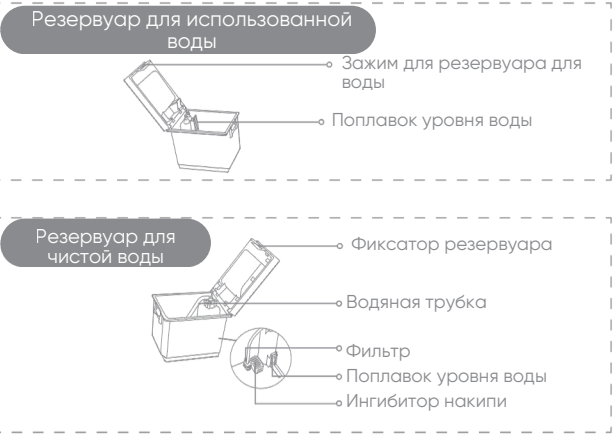 Резервуар для использованной
воды
Зажим для резервуара для
воды
Поплавок уровня воды
Резервуар для
чистой воды
Фиксатор резервуара
Водяная трубка
Фильтр
Поплавок уровня воды
Ингибитор накипи